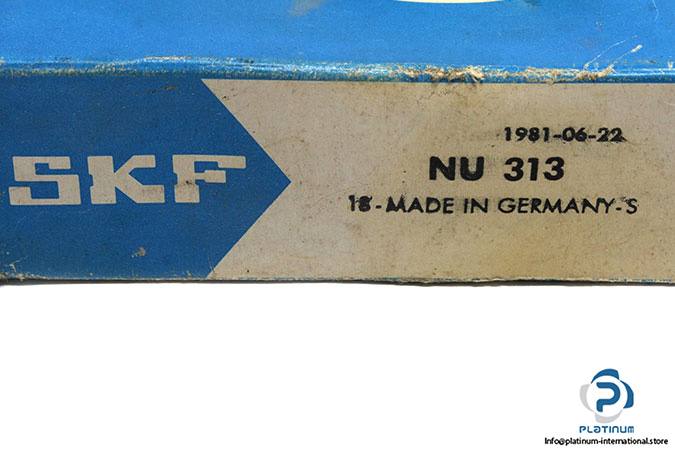 SKF
1981-06-22
NU 313
18-MADE IN GERMANY-S
PLATINUM
Info@platinum-international.store